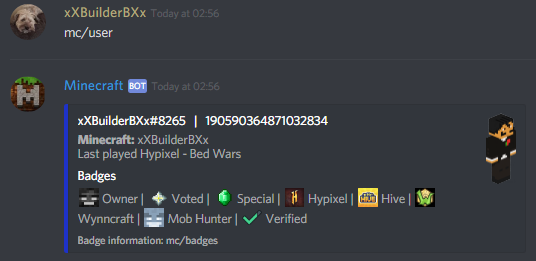 xXBuilderBXx Today at 02:56
mc/user
Minecraft BOT Today at 02:56
xXBuilderBXx#8265 | 190590364871032834
Minecraft: xXBuilderBXx
Last played Hypixel - Bed Wars
Badges
Owner | Voted | Special | Hypixel | Hive |
Wynncraft | Mob Hunter | Verified
Badge information: mc/badges